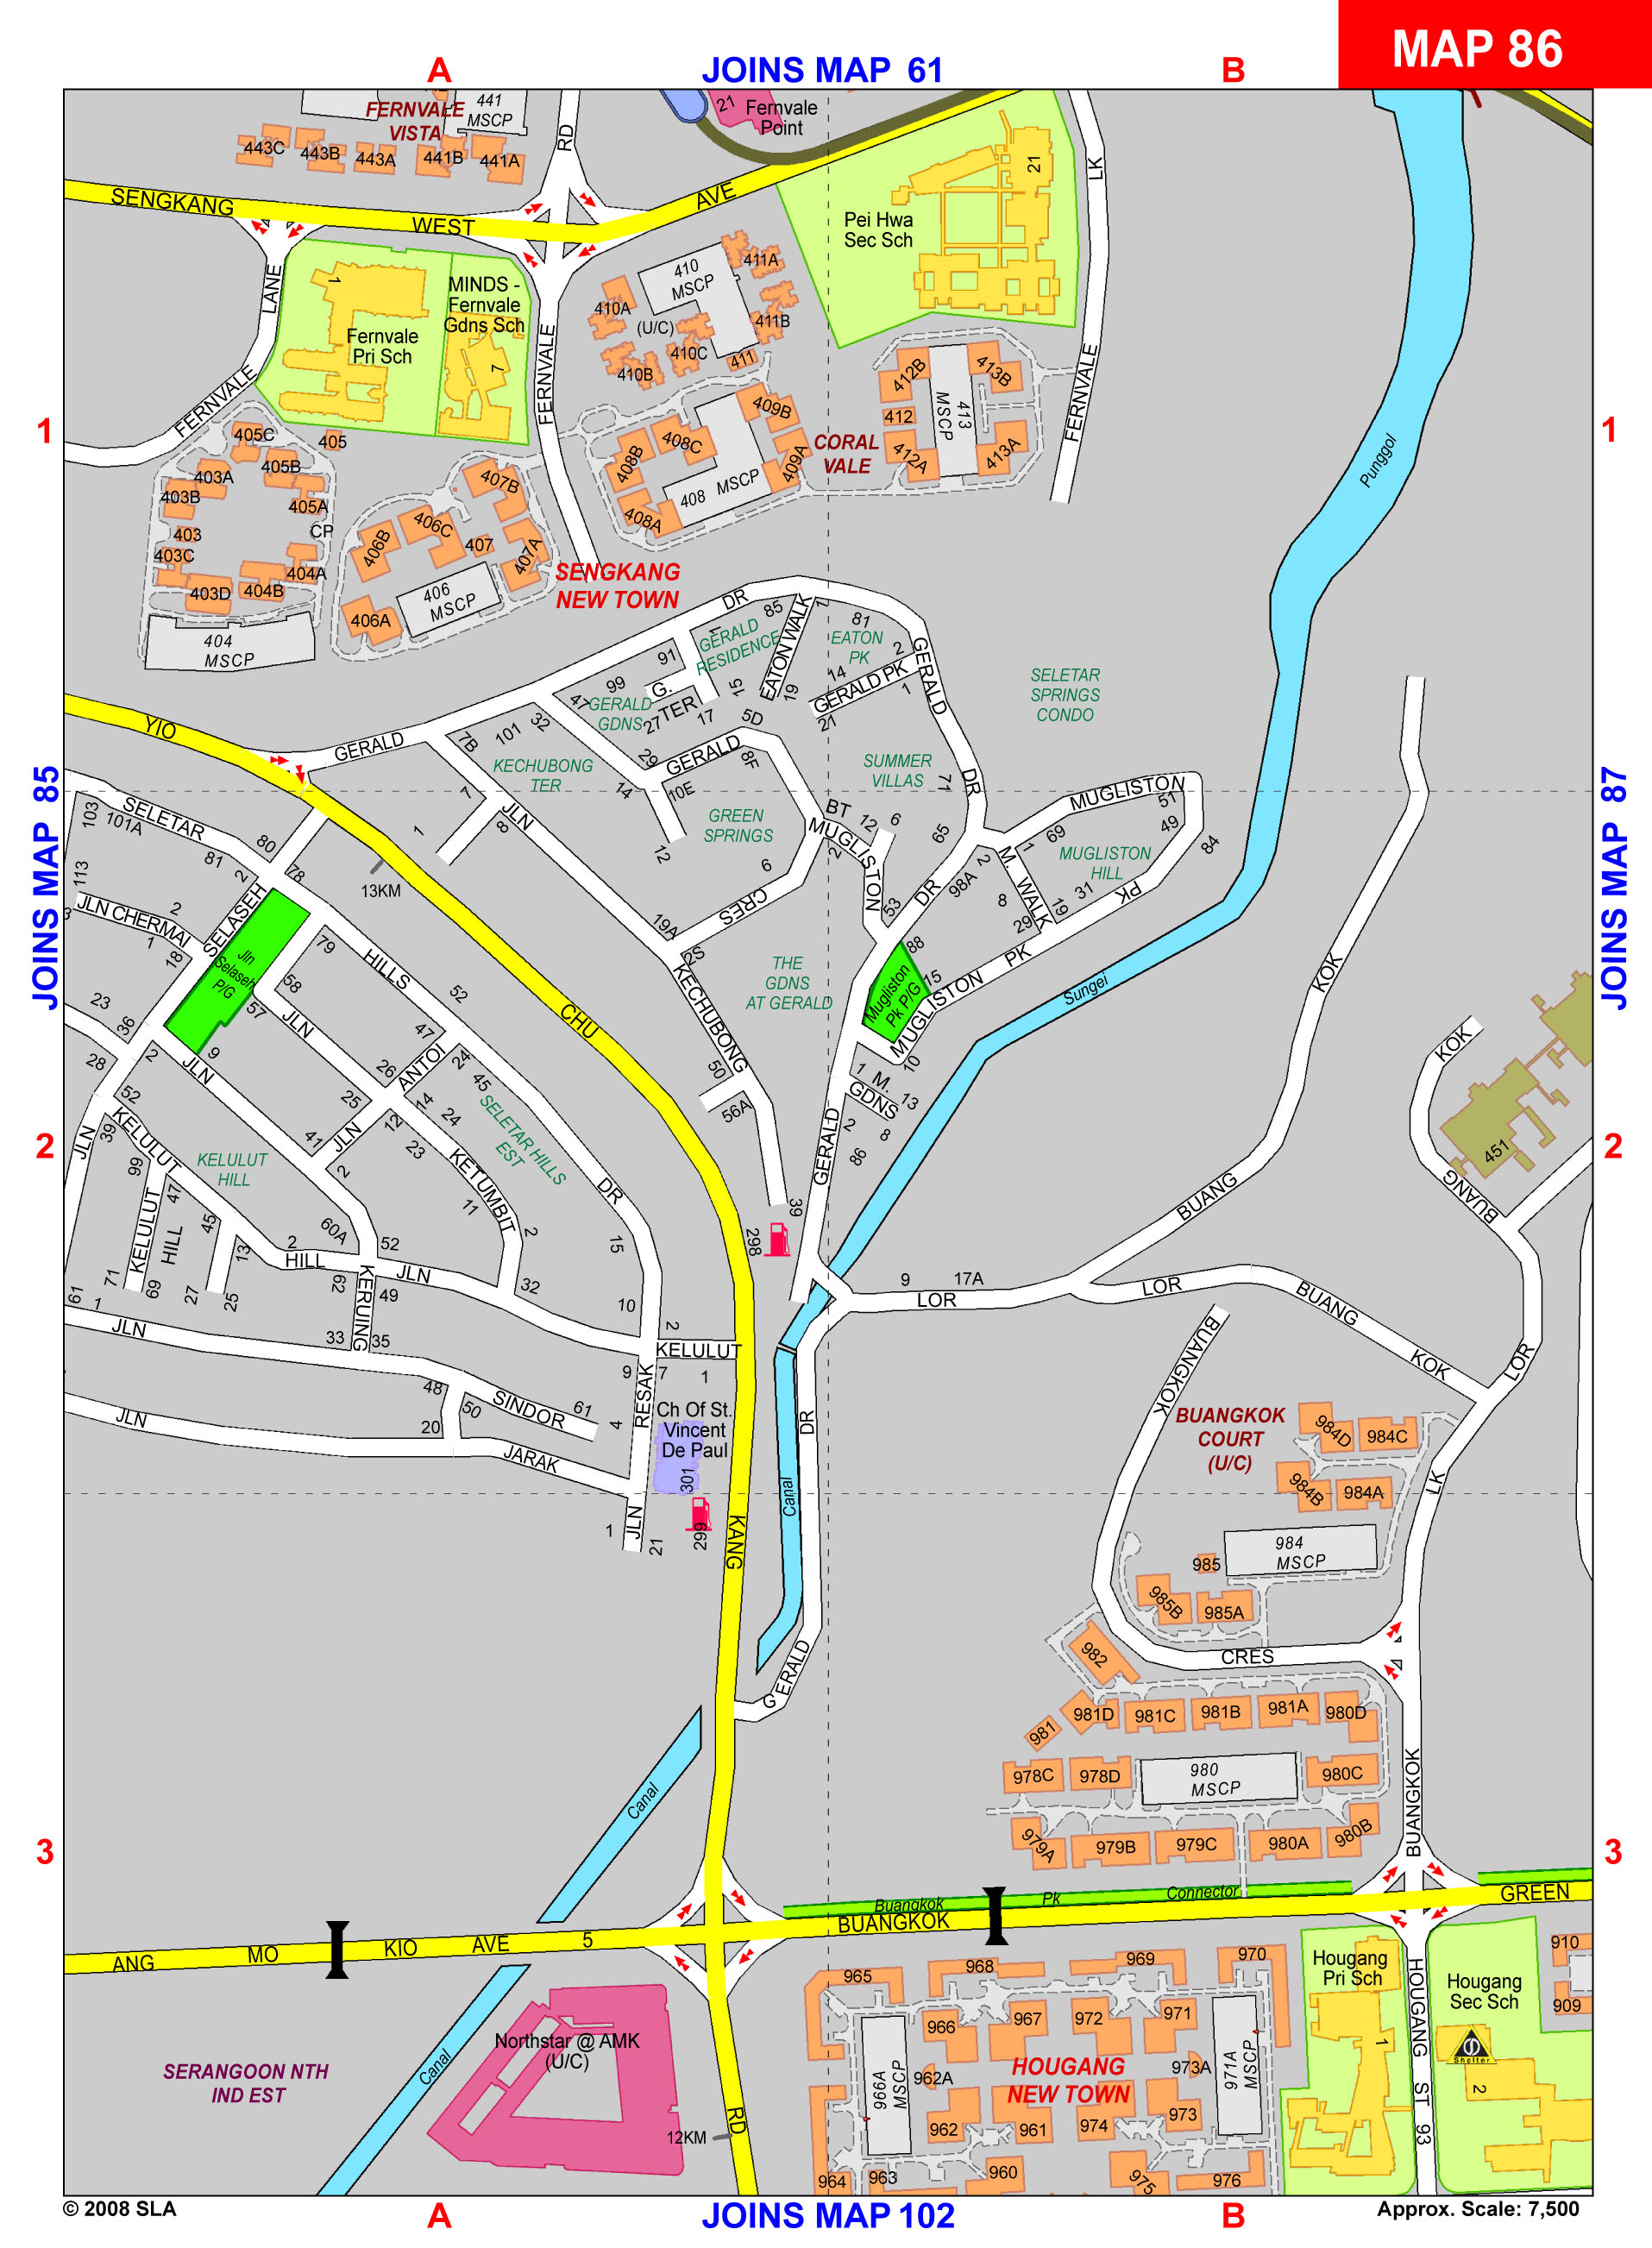 MAP 86
A
JOINS MAP 61
B
FERNVALE
VISTA
441
MSCP
443C
443B
443A
441B
441A
RD
21
Fernvale
Point
SENGKANG
WEST
AVE
LK
21
Pei Hwa
Sec Sch
LANE
1
Fernvale
Pri Sch
MINDS -
Fernvale
Gdns Sch
7
FERNVALE
FERNVALE
FERNVALE
410
MSCP
411A
410A
(U/C)
411B
410C
410B
411
412B
413B
412
413
MSCP
412A
413A
409B
408C
408B
409A
408 MSCP
408A
CORAL
VALE
Punggol
1
1
405C
405
405B
403A
403B
405A
CP
403
403C
404A
404B
403D
404
MSCP
407B
406C
406B
407
407A
406
MSCP
406A
SENGKANG
NEW TOWN
DR
85
1
GERALD
RESIDENCE
EATON WALK
1
81
EATON
PK
2
14
GERALD PK
1
21
GERALD
91
99
G.
TER
15
19
47
GERALD
GDNS
27
17
5D
SELETAR
SPRINGS
CONDO
YIO
GERALD
7B
101
32
29
GERALD
8F
KECHUBONG
TER
14
10E
GREEN
SPRINGS
SUMMER
VILLAS
71
DR
MUGLISTON
51
49
84
69
MUGLISTON
HILL
JOINS MAP 85
JOINS MAP 87
103
SELETAR
101A
81
80
78
2
7
8
JLN
1
12
6
BT
MUGLISTON
12
6
2
65
2
98A
M. WALK
1
8
19
31
PK
29
13KM
113
3
JLN CHERMAI
2
1
18
SELASEH
Jln
Selaseh
P/G
79
HILLS
CRES
19A
2S
53
DR
88
Mugliston
Pk P/G
15
MUGLISTON
PK
10
Sungei
THE
GDNS
AT GERALD
KECHUBONG
23
36
28
2
9
JLN
57
58
JLN
52
47
CHU
50
56A
1
M.
GDNS
13
2
8
86
GERALD
KOK
KOK
451
BUANG
BUANG
2
2
52
39
KELULUT
99
JLN
26
ANTOI
24
25
45
14
24
41
JLN
12
23
2
KETUMBIT
SELETAR HILLS
EST
KELULUT
HILL
KELULUT
HILL
47
45
13
71
69
27
25
61
1
60A
2
HILL
52
62
KERUING
49
JLN
11
2
32
DR
15
10
39
298
9
17A
LOR
LOR
BUANG
KOK
LOR
JLN
33
35
2
KELULUT
9
7
1
48
50
SINDOR
61
20
4
RESAK
JLN
JARAK
Ch Of St.
Vincent
De Paul
301
299
JLN
1
21
KANG
DR
Canal
GERALD
BUANGKOK
BUANGKOK
COURT
(U/C)
984D
984C
984B
984A
LK
984
MSCP
985
985B
985A
CRES
982
981D
981C
981B
981A
980D
981
978C
978D
980
MSCP
980C
979A
979B
979C
980A
980B
BUANGKOK
3
3
Canal
Buangkok
Pk
Connector
GREEN
BUANGKOK
ANG
MO
KIO
AVE
5
Canal
Northstar @ AMK
(U/C)
SERANGOON NTH
IND EST
12KM
RD
965
968
969
970
966
967
972
971
966A
MSCP
962A
HOUGANG
NEW TOWN
973A
971A
MSCP
962
961
974
973
964
963
960
975
976
Hougang
Pri Sch
1
HOUGANG
ST
93
Hougang
Sec Sch
Shelter
2
910
909
© 2008 SLA
A
JOINS MAP 102
B
Approx. Scale: 7,500